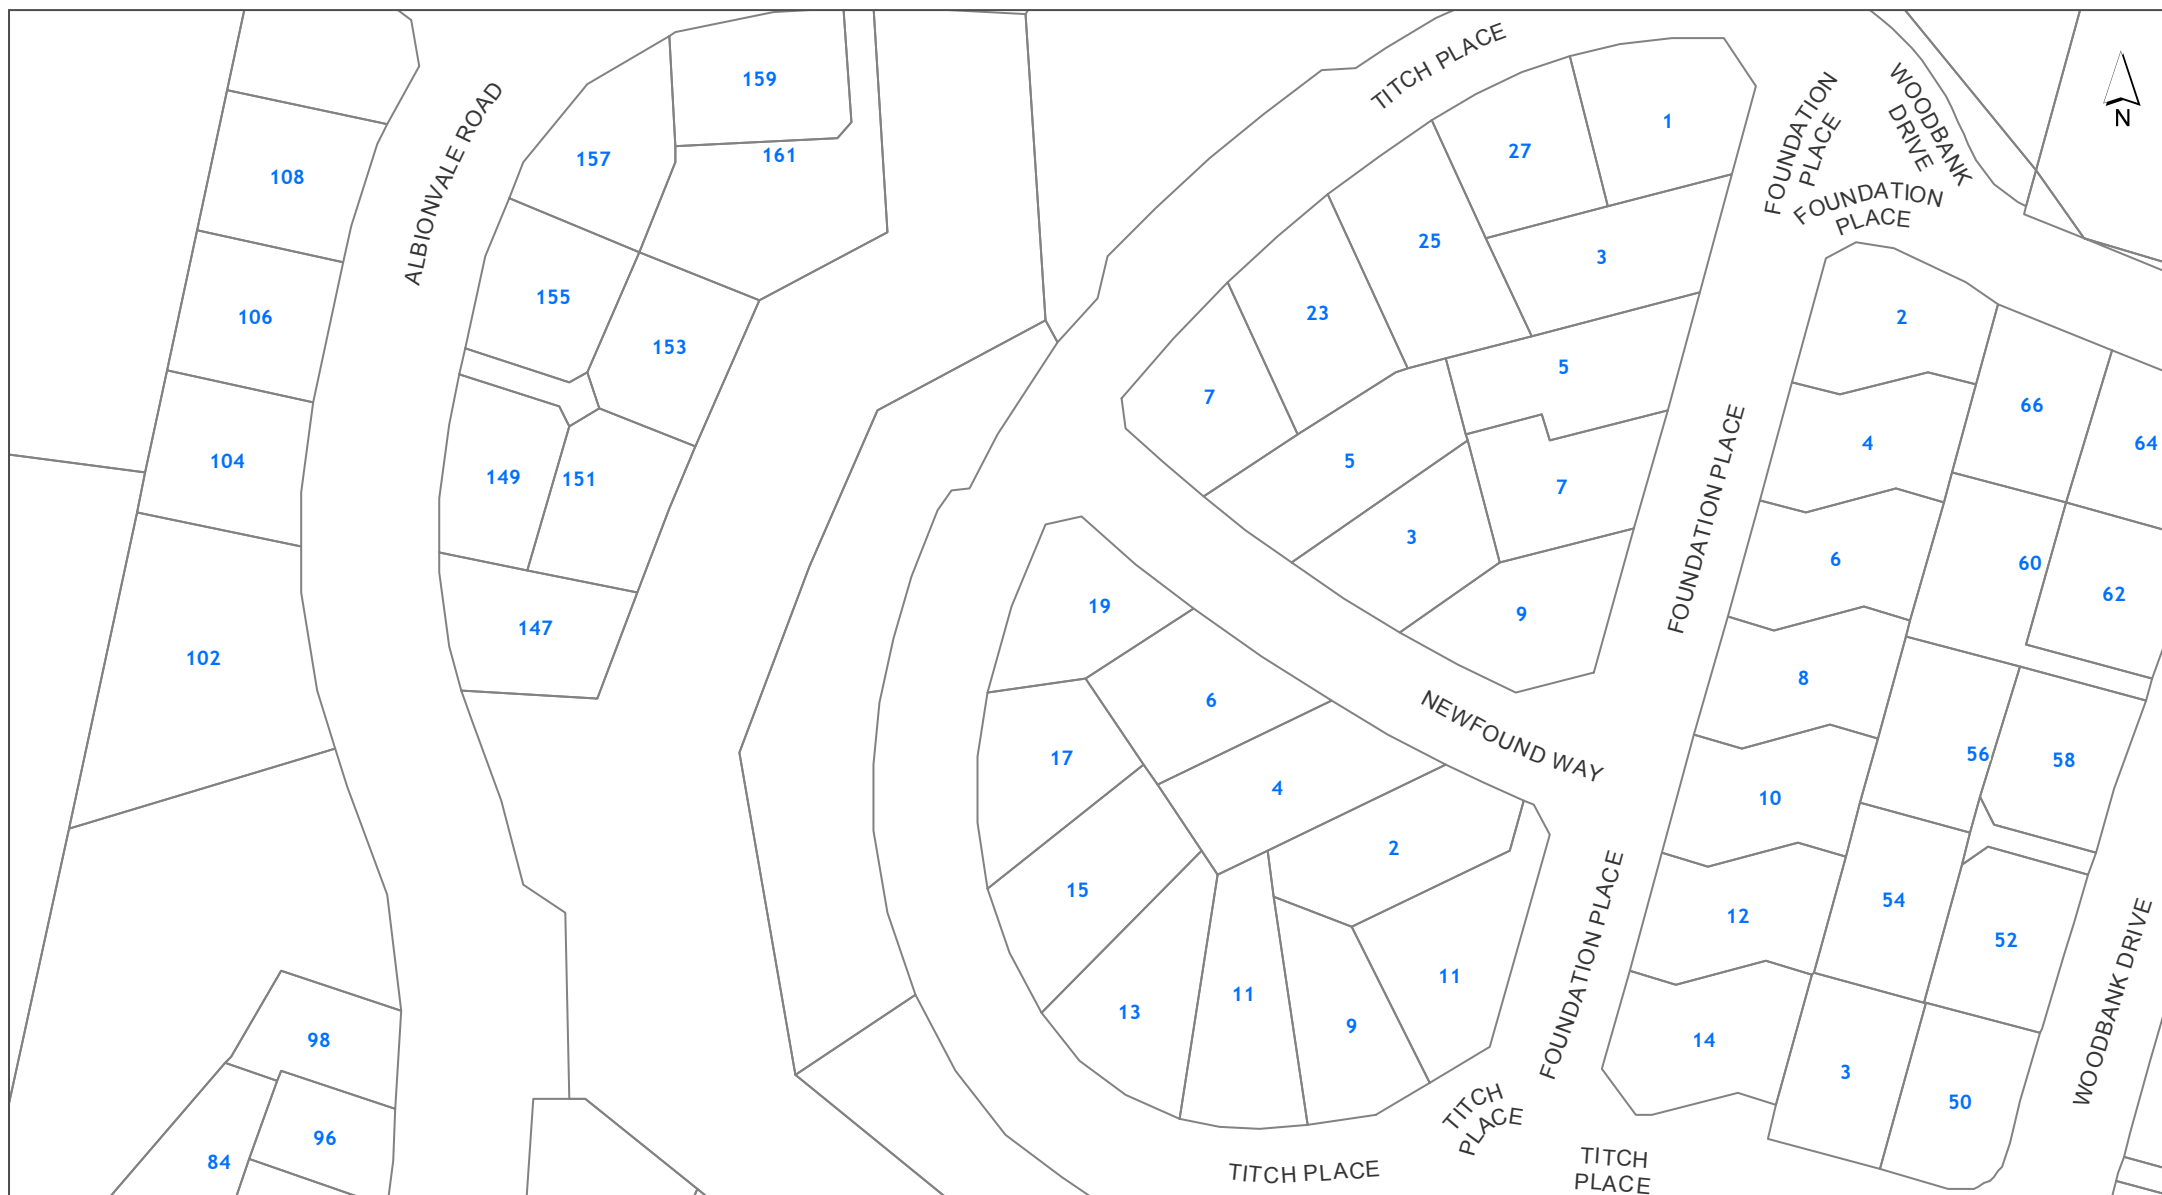 TITCH PLACE
159
ALBIONVALE ROAD
WOODBANK
DRIVE
FOUNDATION
PLACE
N
1
27
157
161
108
FOUNDATION
PLACE
25
3
155
106
23
2
153
5
7
66
4
64
104
5
149
151
7
FOUNDATION PLACE
3
6
60
62
19
9
147
102
8
6
17
NEWFOUND WAY
56
58
4
10
2
15
54
12
FOUNDATION PLACE
52
11
11
13
9
WOODBANK DRIVE
98
14
3
50
TITCH
PLACE
96
84
TITCH PLACE
TITCH
PLACE